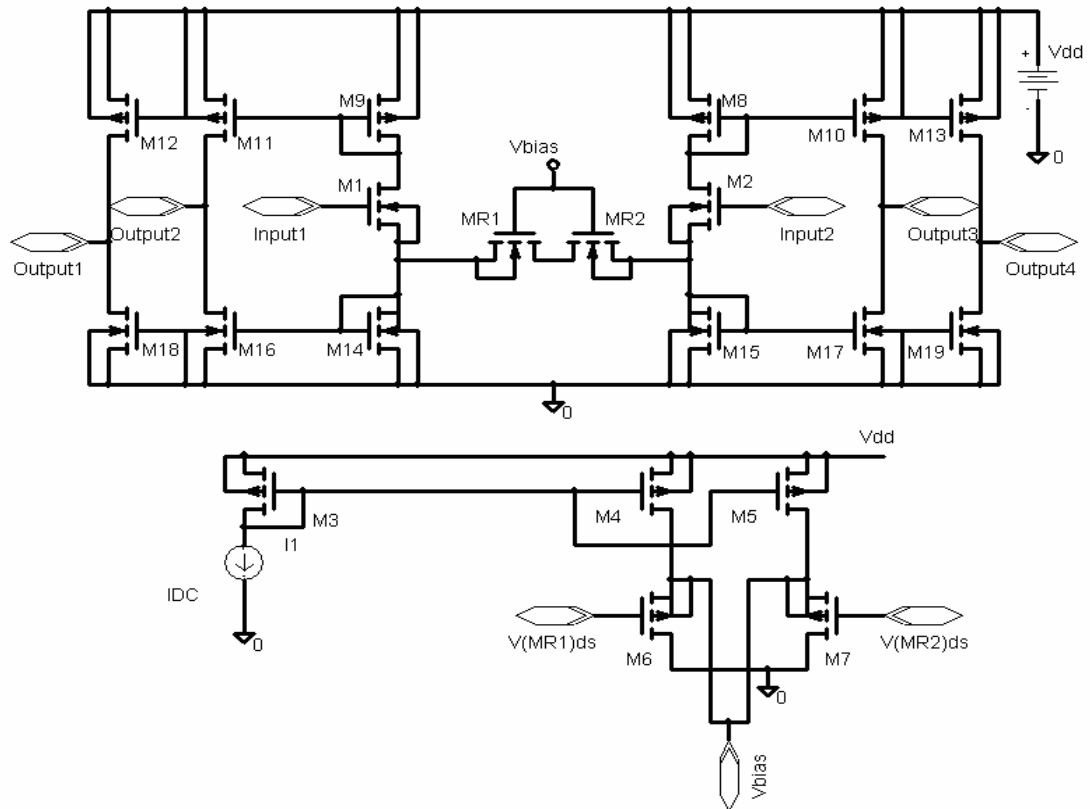 +
Vdd
-
0
M9
M8
M12
M11
M10
M13
Vbias
M1
M2
MR1
MR2
Output2
Input1
Input2
Output3
Output1
Output4
M18
M16
M14
M15
M17
M19
0
Vdd
M3
M4
M5
I1
IDC
0
V(MR1)ds
V(MR2)ds
M6
M7
0
Vbias